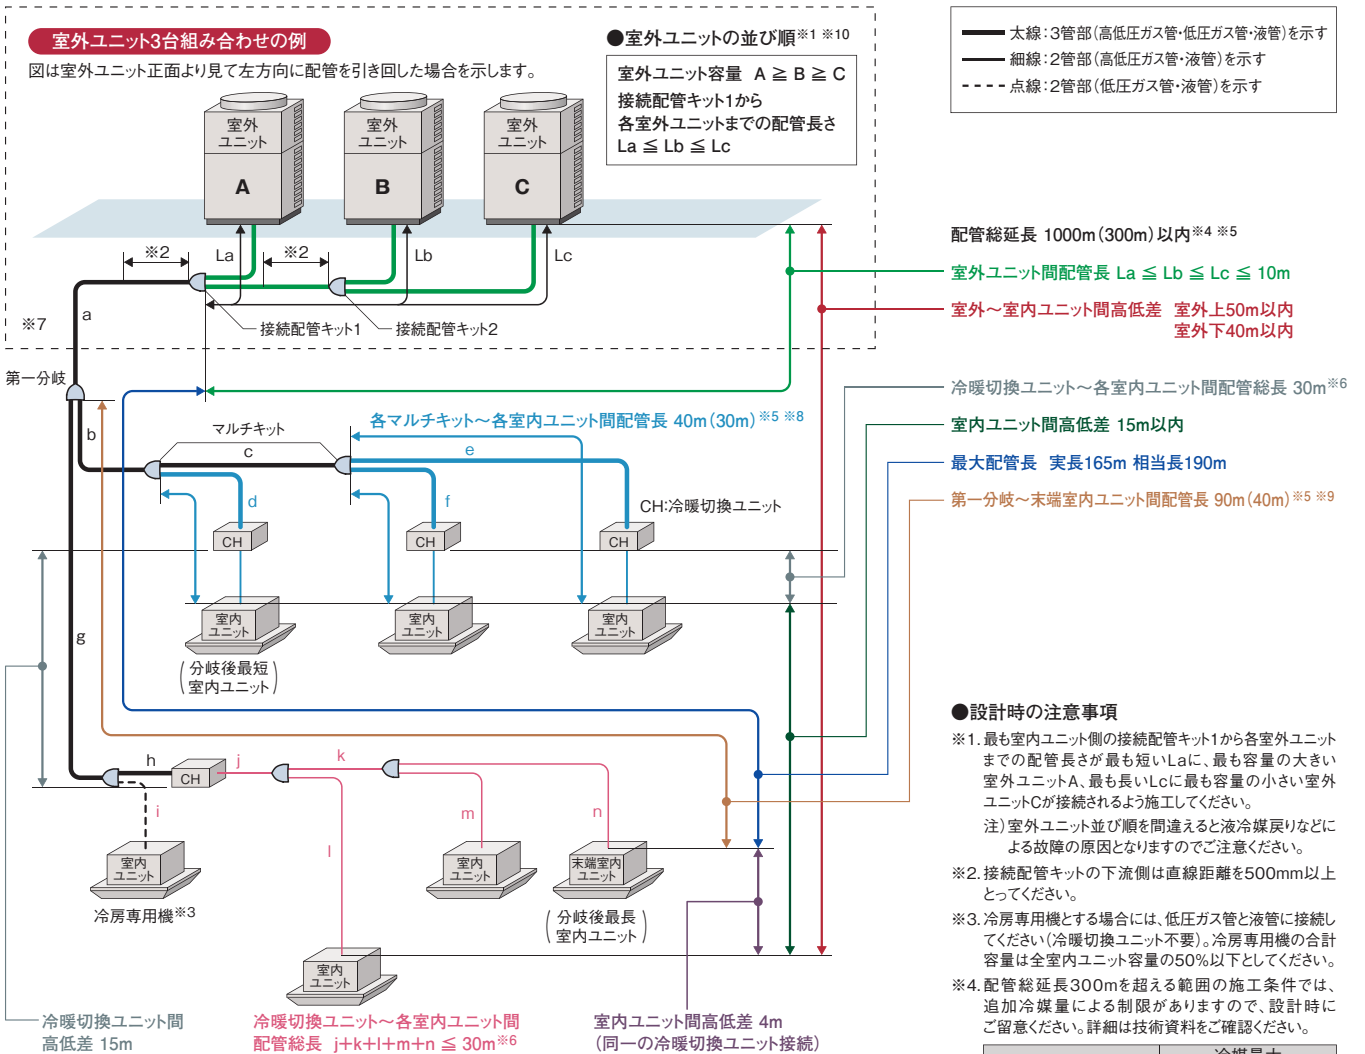 室外ユニット3台組み合わせの例
図は室外ユニット正面より見て左方向に配管を引き回した場合を示します。
●室外ユニットの並び順※1 ※10
室外ユニット容量 A ≧ B ≧ C
接続配管キット1から
各室外ユニットまでの配管長さ
La ≦ Lb ≦ Lc
太線：3管部（高低圧ガス管・低圧ガス管・液管）を示す
細線：2管部（高低圧ガス管・液管）を示す
点線：2管部（低圧ガス管・液管）を示す
室外
ユニット
A
室外
ユニット
B
室外
ユニット
C
※2
La
※2
Lb
Lc
※7
a
接続配管キット1
接続配管キット2
配管総延長 1000m（300m）以内※4 ※5
室外ユニット間配管長 La ≦ Lb ≦ Lc ≦ 10m
室外～室内ユニット間高低差 室外上50m以内
室外下40m以内
冷暖切換ユニット～各室内ユニット間配管総長 30m※6
室内ユニット間高低差 15m以内
最大配管長 実長165m 相当長190m
第一分岐～末端室内ユニット間配管長 90m（40m）※5 ※9
第一分岐
b
マルチキット
c
各マルチキット～各室内ユニット間配管長 40m（30m）※5 ※8
e
d
f
CH:冷暖切換ユニット
CH
CH
CH
室内
ユニット
室内
ユニット
室内
ユニット
（分岐後最短
室内ユニット）
g
h
CH
j
k
i
l
m
n
室内
ユニット
冷房専用機※3
室内
ユニット
末端室内
ユニット
（分岐後最長
室内ユニット）
室内
ユニット
冷暖切換ユニット間
高低差 15m
冷暖切換ユニット～各室内ユニット間
配管総長 j+k+l+m+n ≦ 30m※6
室内ユニット間高低差 4m
（同一の冷暖切換ユニット接続）
●設計時の注意事項
※1.最も室内ユニット側の接続配管キット1から各室外ユニット
までの配管長さが最も短いLaに、最も容量の大きい
室外ユニットA、最も長いLcに最も容量の小さい室外
ユニットCが接続されるよう施工してください。
注）室外ユニット並び順を間違えると液冷媒戻りなどに
よる故障の原因となりますのでご注意ください。
※2.接続配管キットの下流側は直線距離を500mm以上
とってください。
※3.冷房専用機とする場合には、低圧ガス管と液管に接続し
てください（冷暖切換ユニット不要）。冷房専用機の合計
容量は全室内ユニット容量の50%以下としてください。
※4.配管総延長300mを超える範囲の施工条件では、
追加冷媒量による制限がありますので、設計時に
ご留意ください。詳細は技術資料をご確認ください。